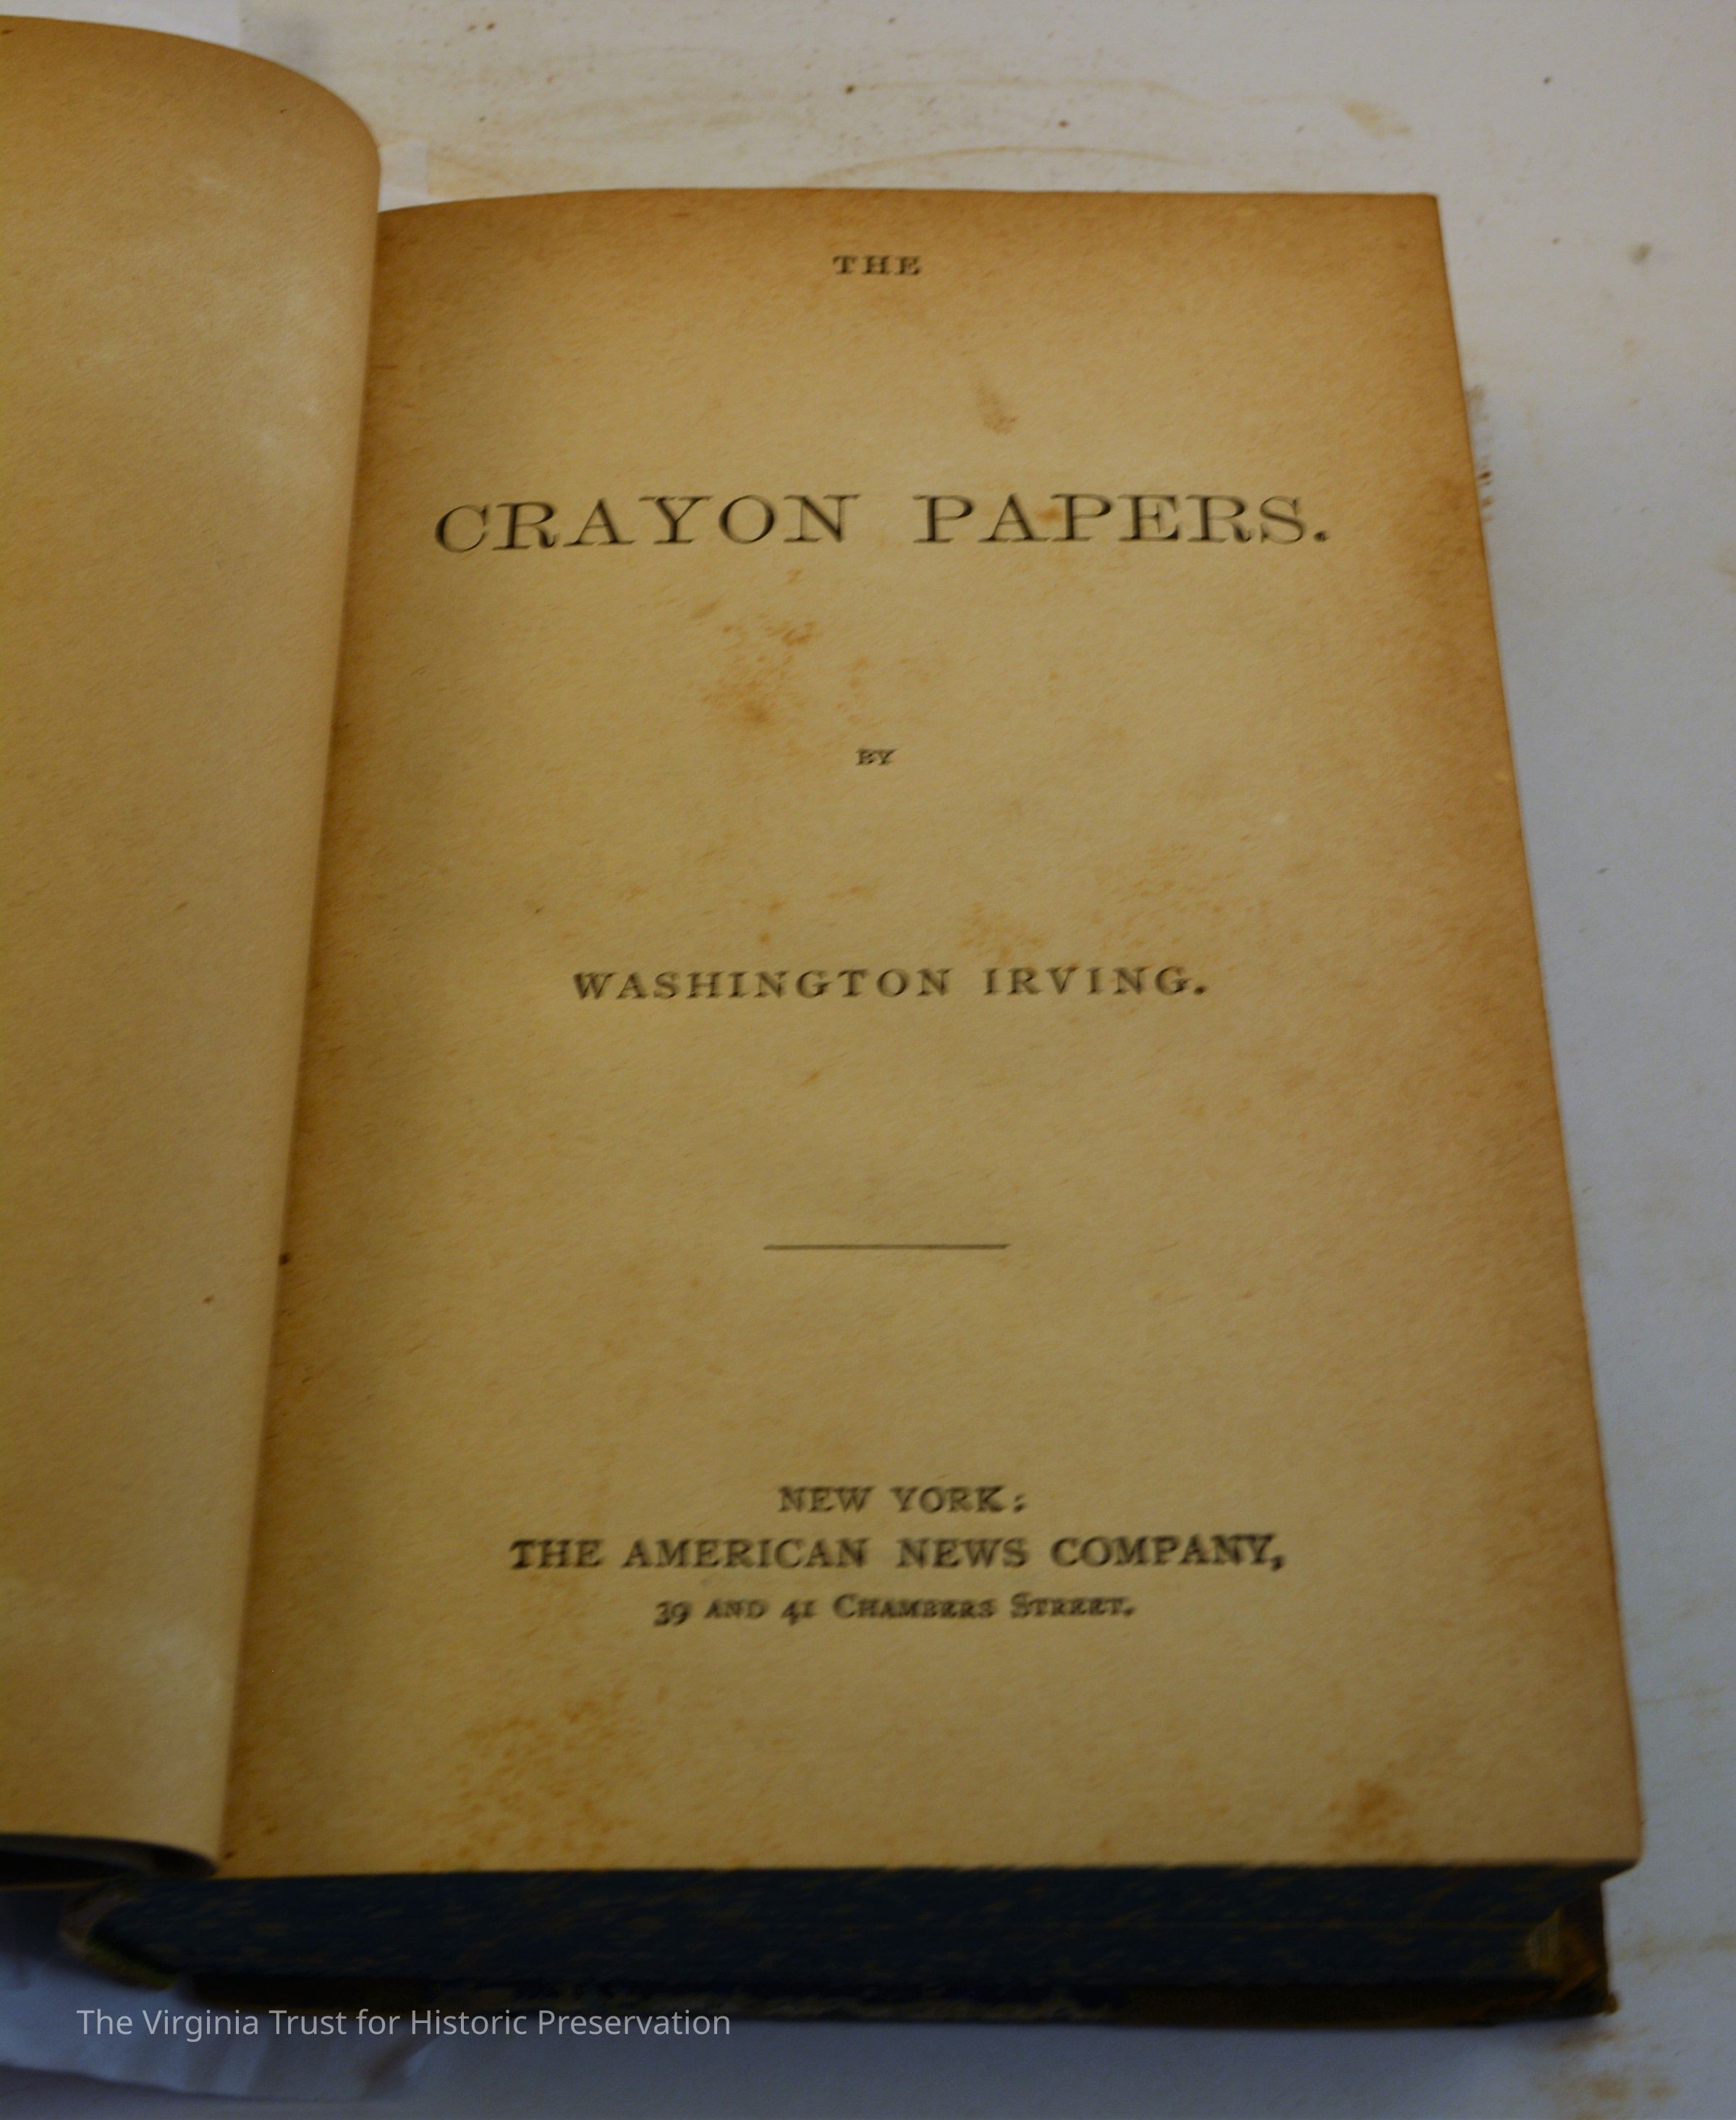 THE
CRAYON PAPERS.
BY
WASHINGTON IRVING.
NEW YORK:
THE AMERICAN NEWS COMPANY,
39 AND 41 CHAMBERS STREET.
The Virginia Trust for Historic Preservation